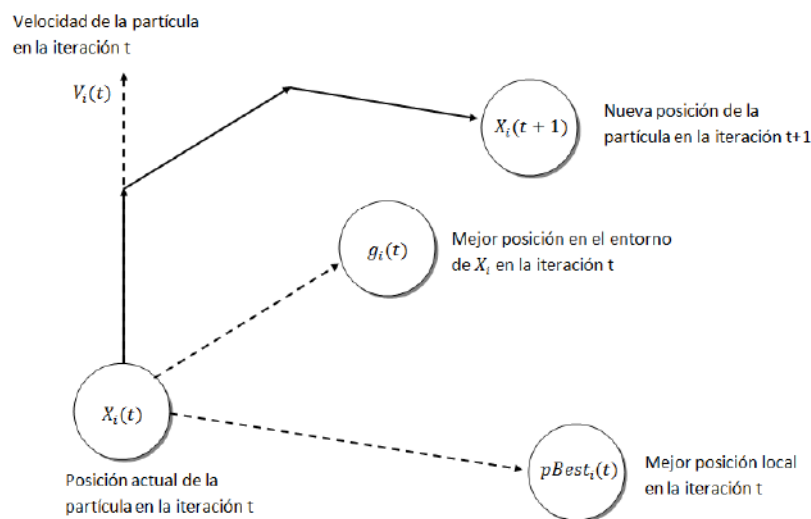 Velocidad de la partícula
en la iteración t
V_i(t)
X_i(t + 1)
Nueva posición de la
partícula en la iteración t+1
g_i(t)
Mejor posición en el entorno
de X_i en la iteración t
X_i(t)
Posición actual de la
partícula en la iteración t
pBest_i(t)
Mejor posición local
en la iteración t